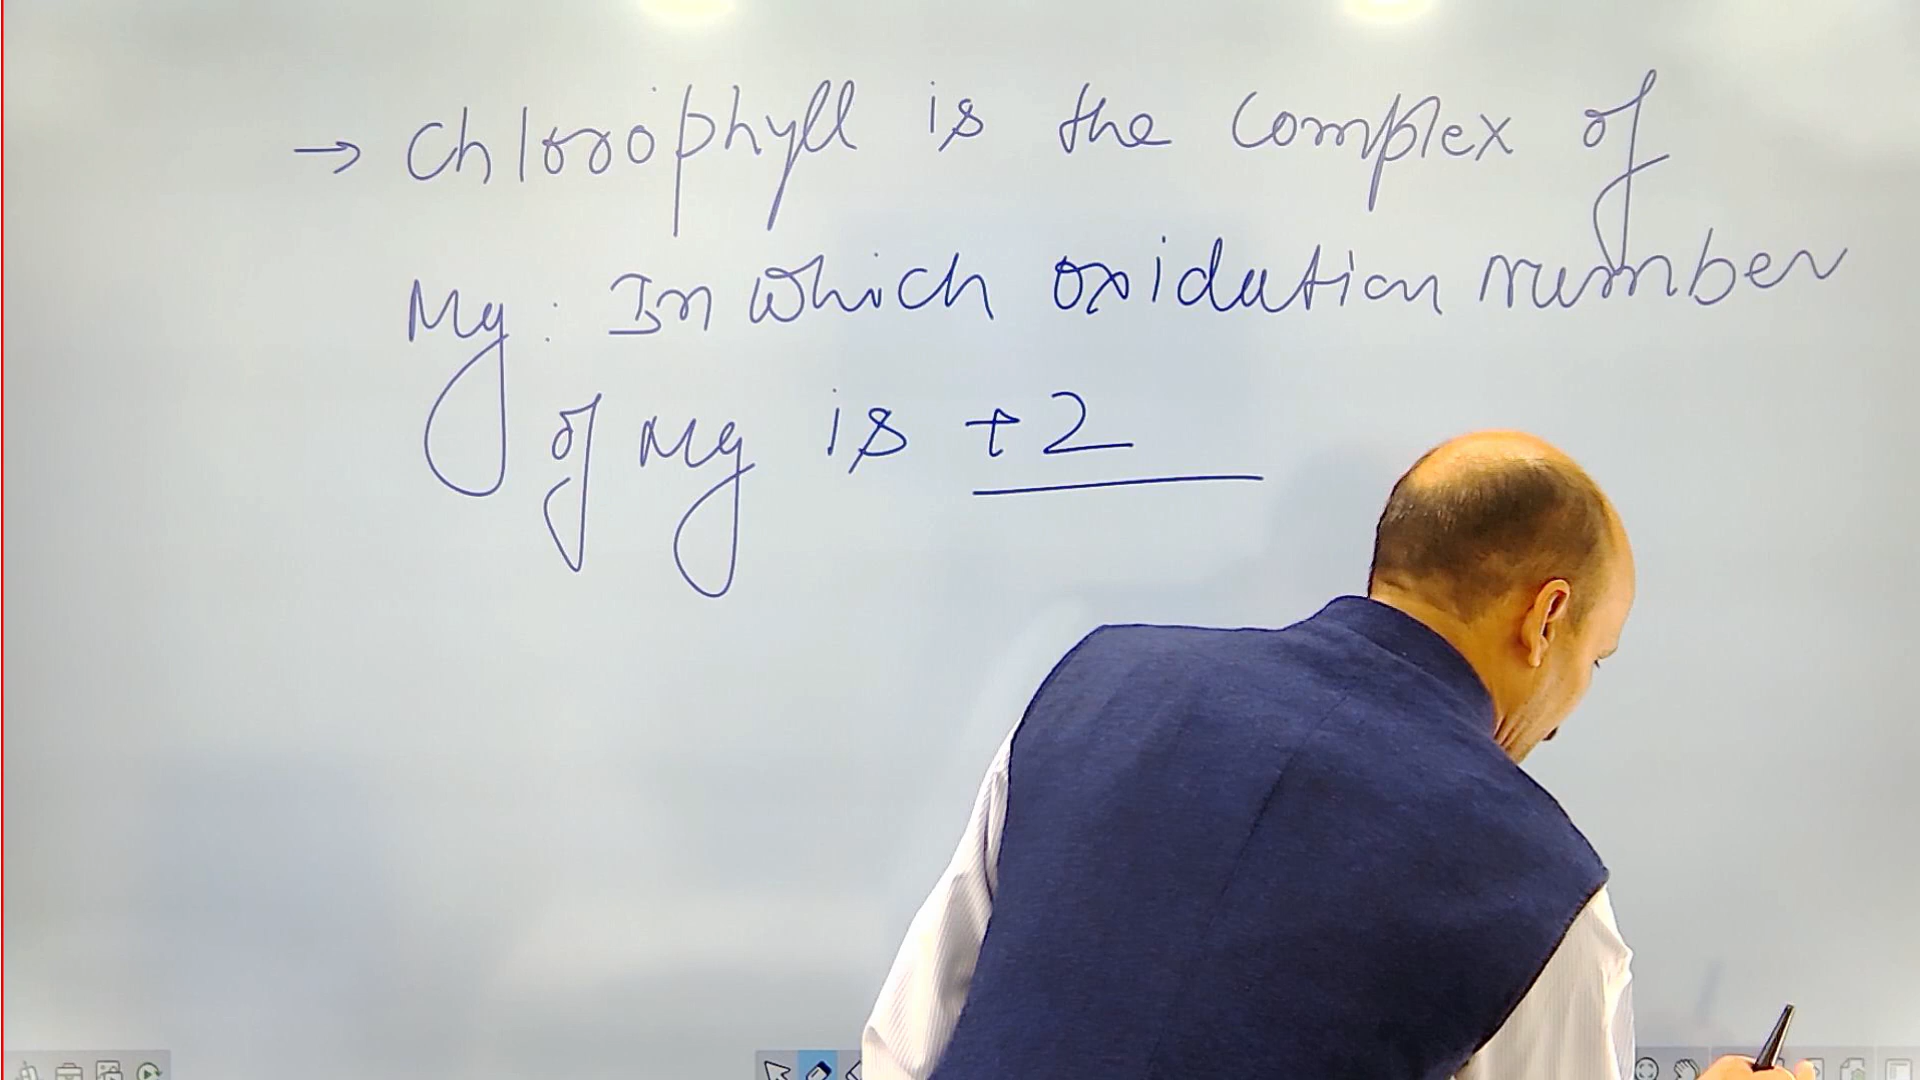 → Chlorophyll is the complex of
Mg : In which oxidation number
of Mg is +2